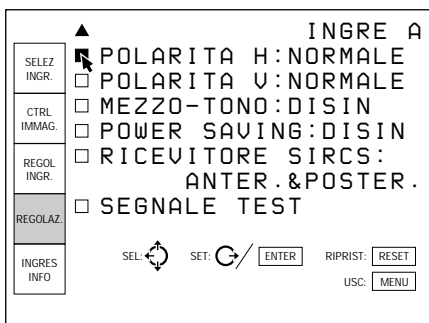 INGRE A
POLARITA H:NORMALE
POLARITA V:NORMALE
MEZZO-TONO:DISIN
POWER SAVING:DISIN
RICEVITORE SIRCS:
ANTER.&POSTER.
SEGNALE TEST
SELEZ
INGR.
CTRL
IMMAG.
REGOL
INGR.
REGOLAZ.
INGRES
INFO
SEL: SET: ENTER RIPRIST: RESET
USC: MENU